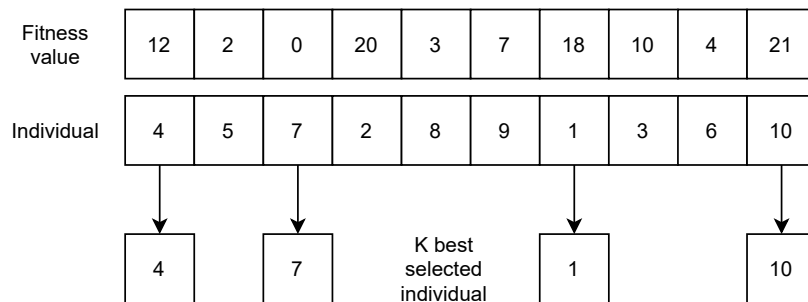 Fitness
value
12 2 0 20 3 7 18 10 4 21
Individual
4 5 7 2 8 9 1 3 6 10
4 7
K best
selected
individual
1 10